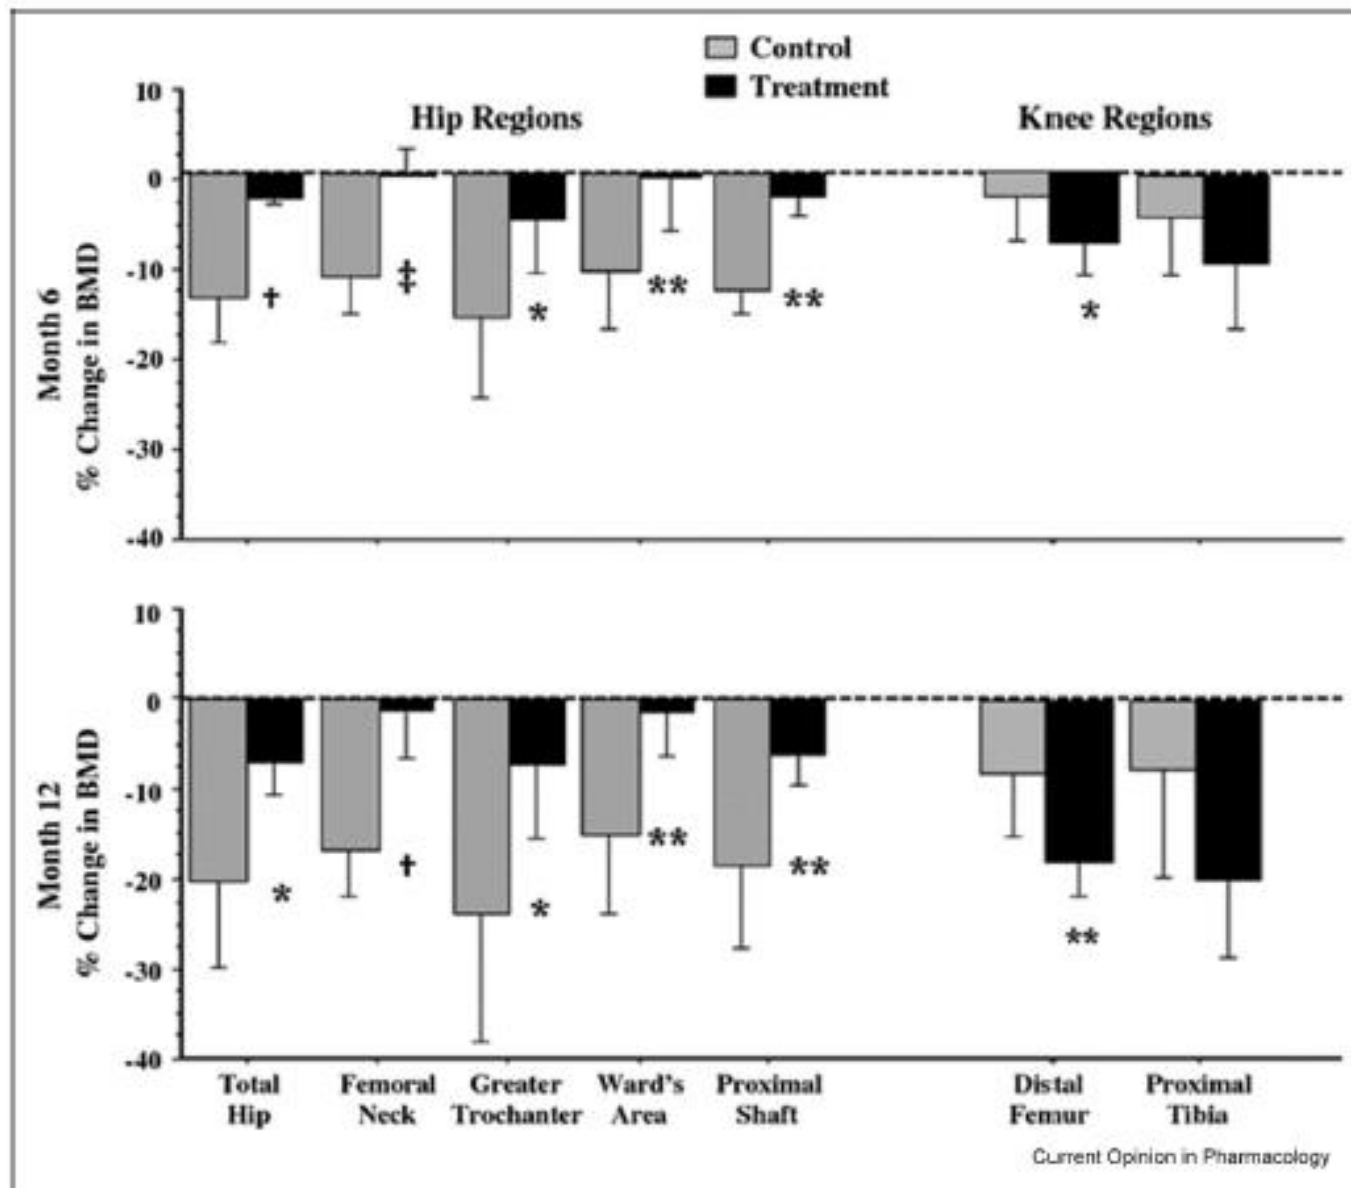 Control
Treatment
Hip Regions
Knee Regions
10
0
-10
-20
-30
-40
Month 6
% Change in BMD
†
‡
*
**
**
*
10
0
-10
-20
-30
-40
Month 12
% Change in BMD
*
†
*
**
**
**
Total
Hip
Femoral
Neck
Greater
Trochanter
Ward's
Area
Proximal
Shaft
Distal
Femur
Proximal
Tibia
Current Opinion in Pharmacology